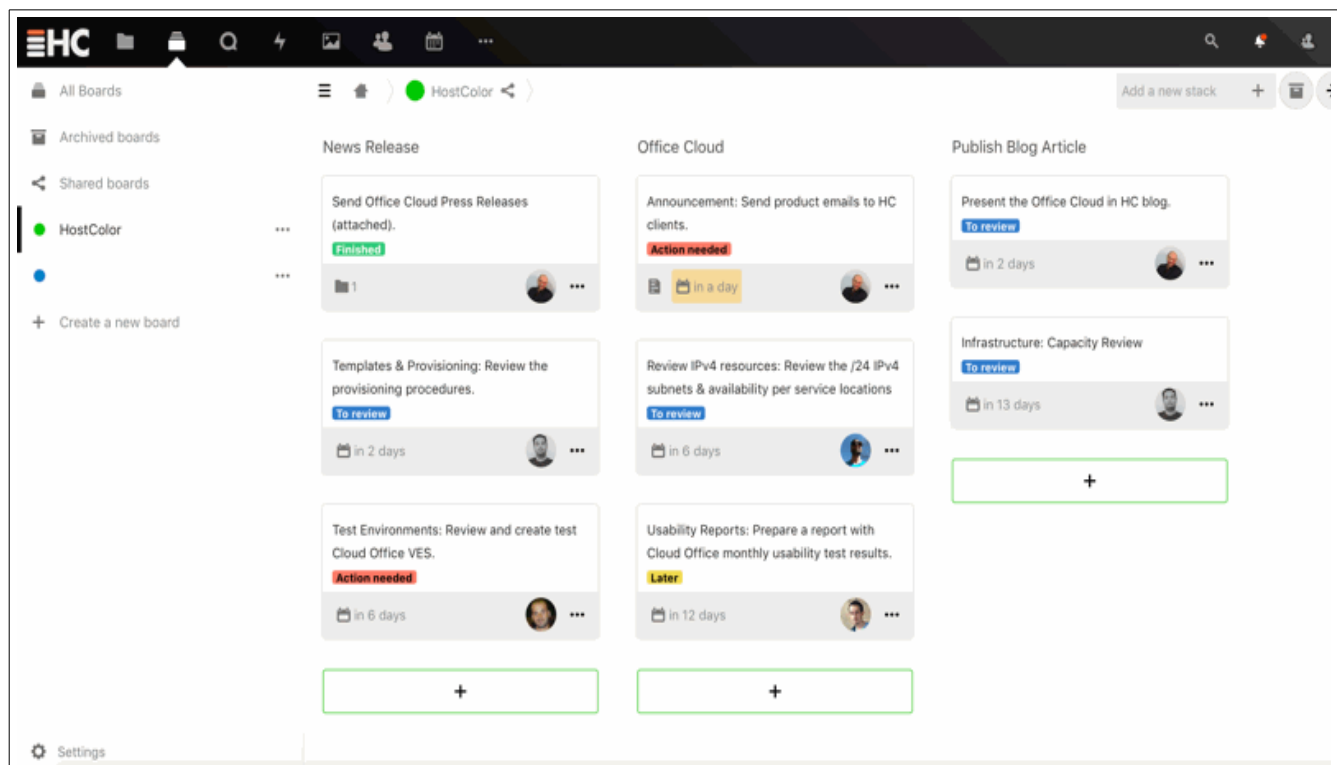 HC
All Boards
HostColor
Add a new stack
Archived boards
Shared boards
HostColor
Create a new board
News Release
Send Office Cloud Press Releases
(attached).
Finished
1
Templates & Provisioning: Review the
provisioning procedures.
To review
in 2 days
Test Environments: Review and create test
Cloud Office VES.
Action needed
in 6 days
+
Office Cloud
Announcement: Send product emails to HC
clients.
Action needed
in a day
Review IPv4 resources: Review the /24 IPv4
subnets & availability per service locations
To review
in 6 days
Usability Reports: Prepare a report with
Cloud Office monthly usability test results.
Later
in 12 days
+
Publish Blog Article
Present the Office Cloud in HC blog.
To review
in 2 days
Infrastructure: Capacity Review
To review
in 13 days
+
Settings